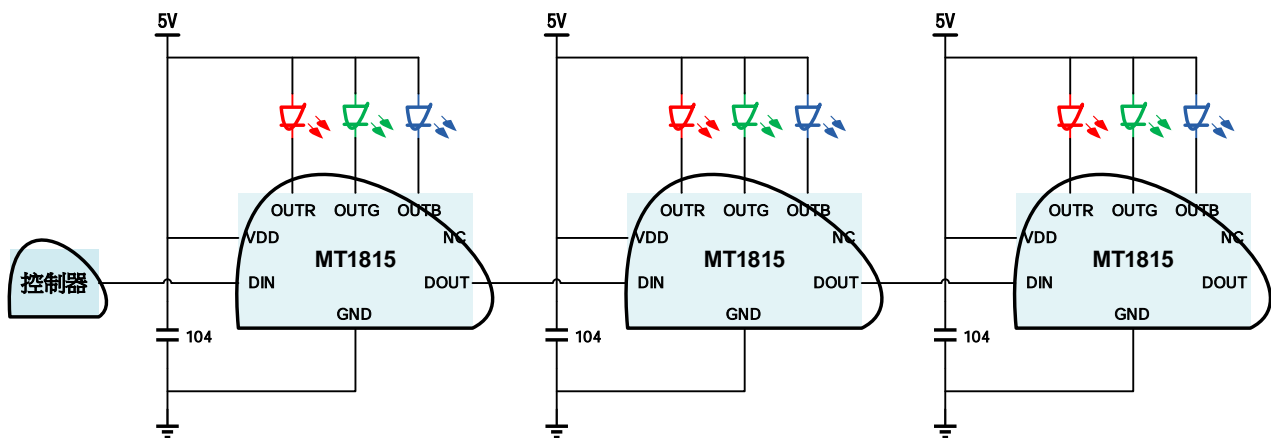 5V 5V 5V
OUTR OUTG OUTB OUTR OUTG OUTB OUTR OUTG OUTB
VDD NC VDD NC VDD NC
MT1815 MT1815 MT1815
控制器 DIN DOUT DIN DOUT DIN DOUT
GND GND GND
104 104 104